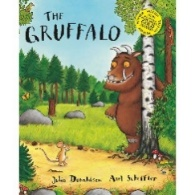 THE
GRUFFALO
Julia Donaldson Axel Scheffler